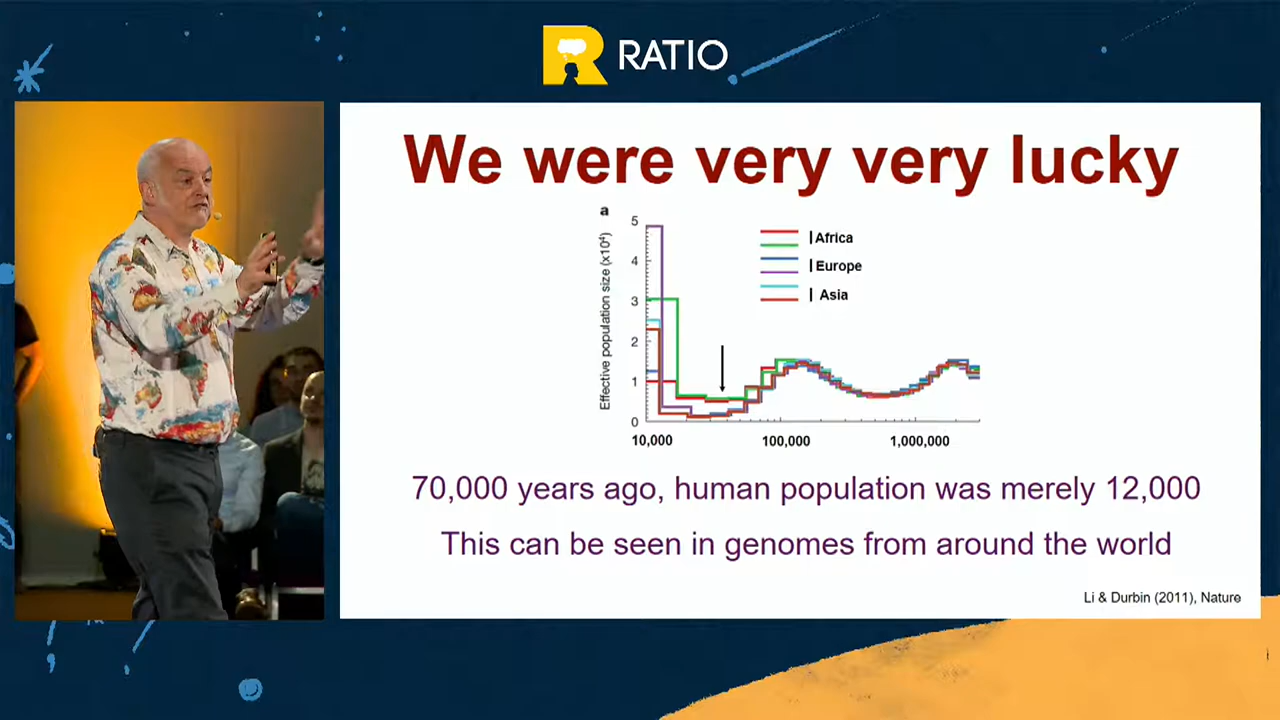 RATIO
We were very very lucky
a
Effective population size (x10⁴)
5
4
3
2
1
0
Africa
Europe
Asia
10,000
100,000
1,000,000
70,000 years ago, human population was merely 12,000
This can be seen in genomes from around the world
Li & Durbin (2011), Nature